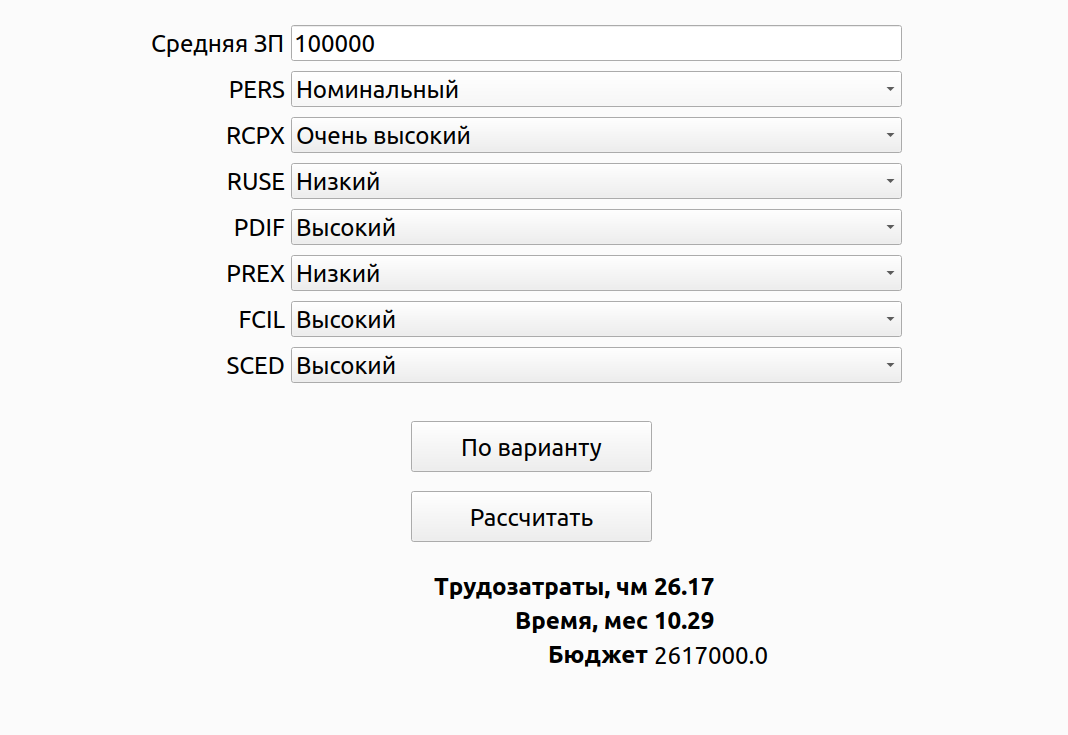 Средняя ЗП 100000
PERS Номинальный
RCPX Очень высокий
RUSE Низкий
PDIF Высокий
PREX Низкий
FCIL Высокий
SCED Высокий
По варианту
Рассчитать
Трудозатраты, чм 26.17
Время, мес 10.29
Бюджет 2617000.0